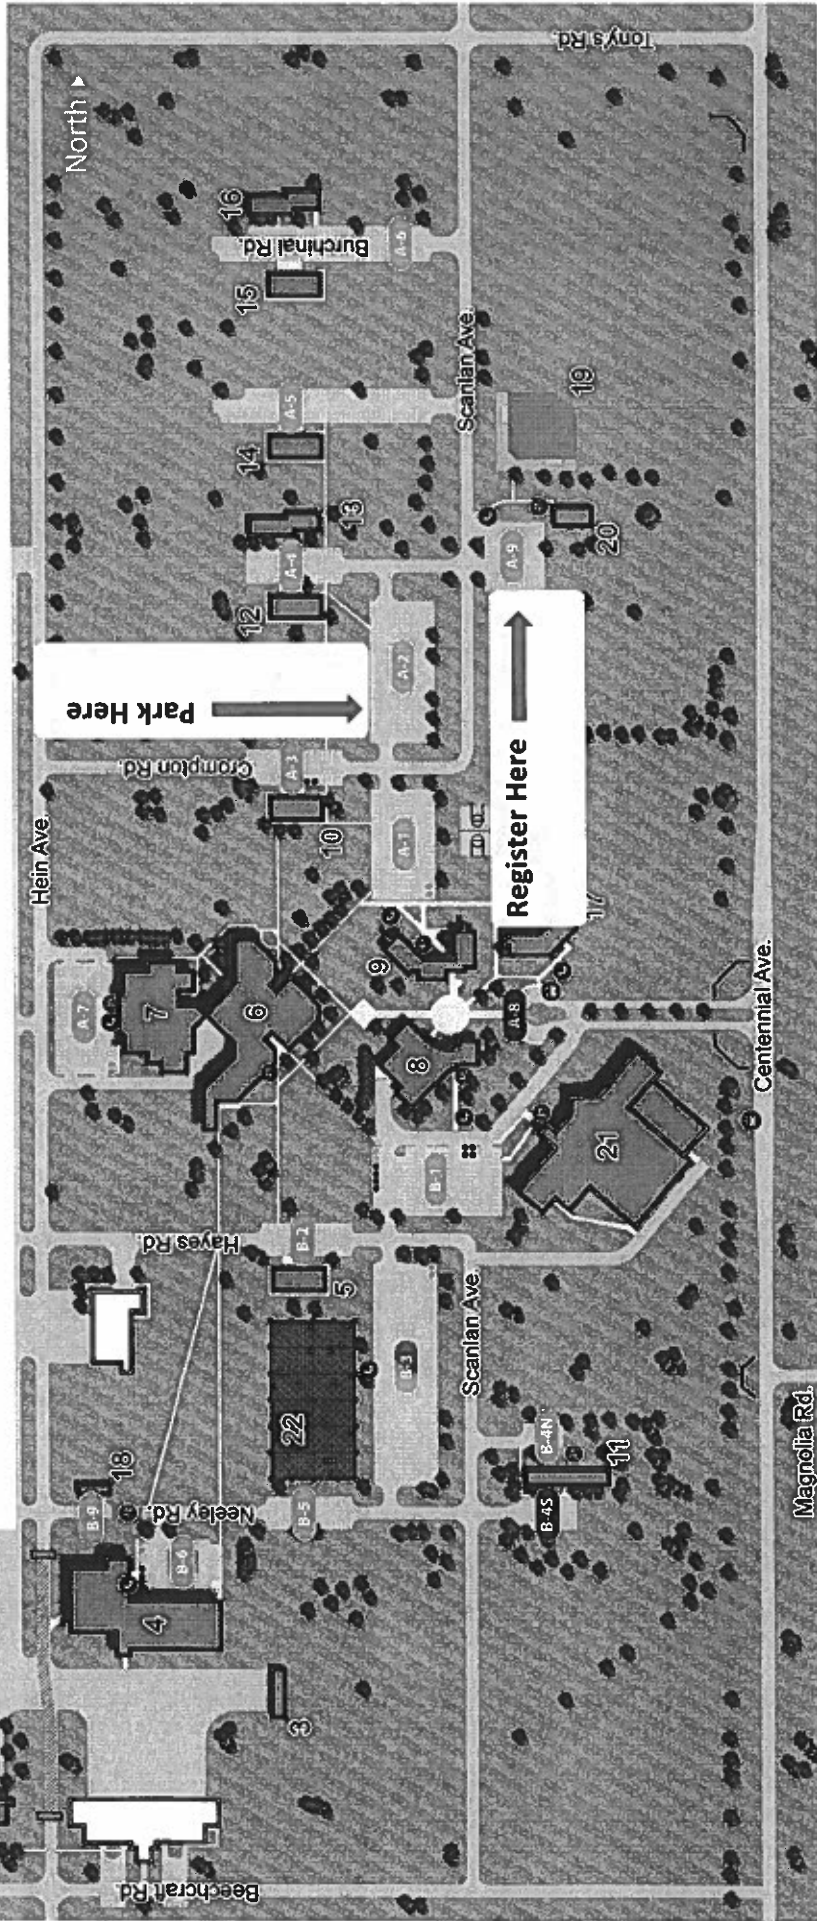 North
Tony's Rd.
16
Burchinal Rd.
A-6
15
Scanlan Ave.
A-5
19
14
13
A-4
A-9
20
12
Park Here
A-2
Crompton Rd.
A-3
Register Here
10
A-1
Hein Ave.
17
9
A-7
7
6
A-8
8
Centennial Ave.
21
B-1
Hayes Rd.
B-2
5
Scanlan Ave.
B-3
22
B-4N
11
18
Magnolia Rd.
B-9
Neeley Rd.
B-5
B-4S
B-6
4
3
Beechcraft Rd.